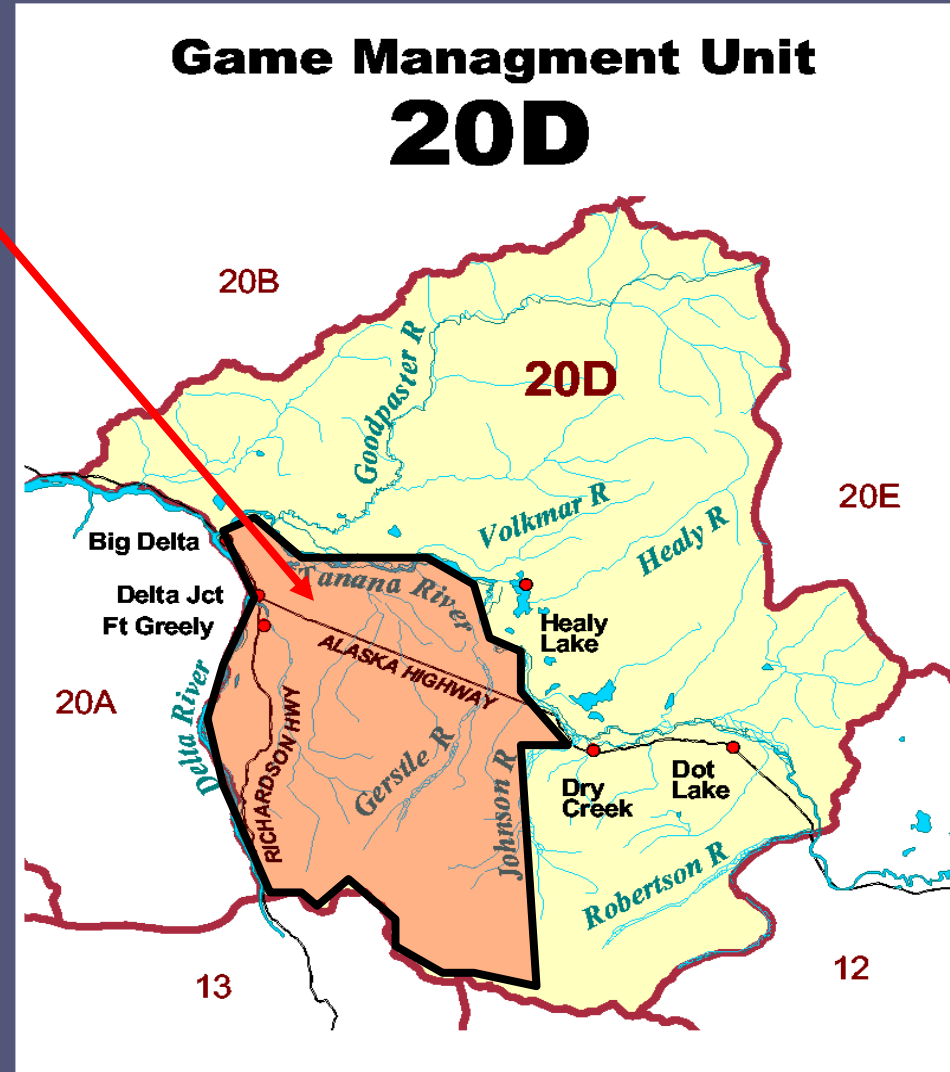 Game Managment Unit
20D
20B
Goodpaster R
20D
20E
Volkmar R
Healy R
Big Delta
Tanana River
Delta Jct
Ft Greely
Healy
Lake
ALASKA HIGHWAY
20A
Delta River
RICHARDSON HWY
Gerstle R
Johnson R
Dry
Creek
Dot
Lake
Robertson R
13
12